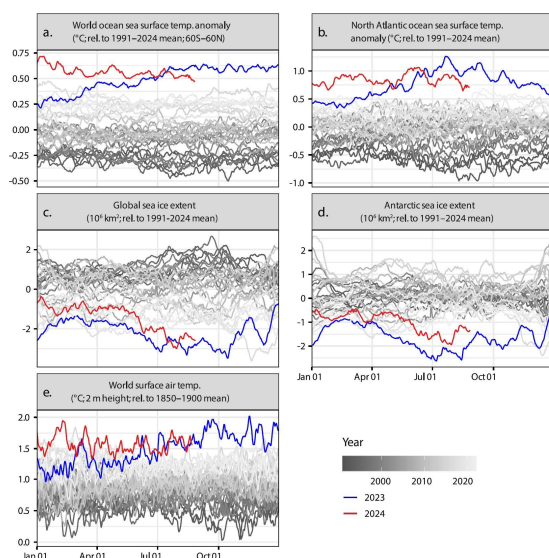 a. World ocean sea surface temp. anomaly
(°C; rel. to 1991–2024 mean; 60S–60N)
0.75
0.50
0.25
0.00
-0.25
-0.50
b. North Atlantic ocean sea surface temp.
anomaly (°C; rel. to 1991–2024 mean)
1.0
0.5
0.0
-0.5
-1.0
c. Global sea ice extent
(10⁶ km²; rel. to 1991-2024 mean)
2
0
-2
d. Antarctic sea ice extent
(10⁶ km²; rel. to 1991–2024 mean)
2
1
0
-1
-2
Jan 01 Apr 01 Jul 01 Oct 01
e. World surface air temp.
(°C; 2 m height; rel. to 1850–1900 mean)
2.0
1.5
1.0
0.5
0.0
Jan 01 Apr 01 Jul 01 Oct 01
Year
2000 2010 2020
2023
2024